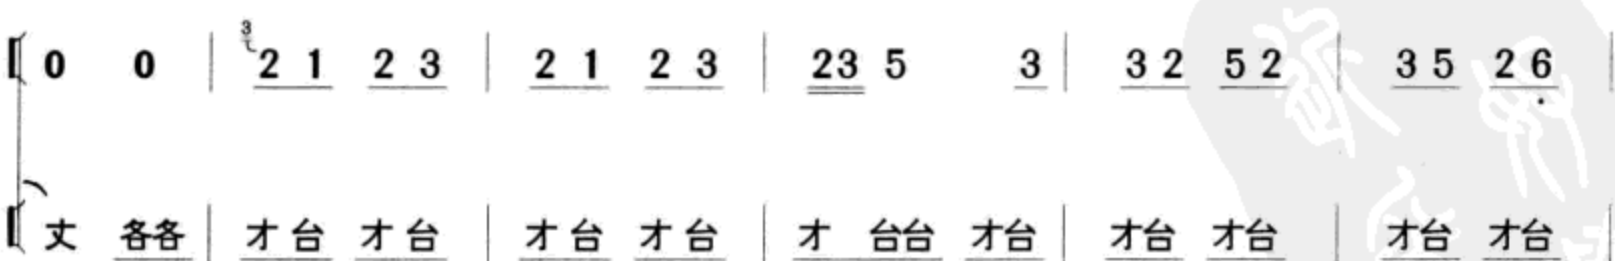 0 0 | 3 2 1 2 3 | 2 1 2 3 | 23 5 3 | 3 2 5 2 | 3 5 2 6 |
丈 各各 | 才台 才台 | 才台 才台 | 才 台台 才台 | 才台 才台 | 才台 才台 |